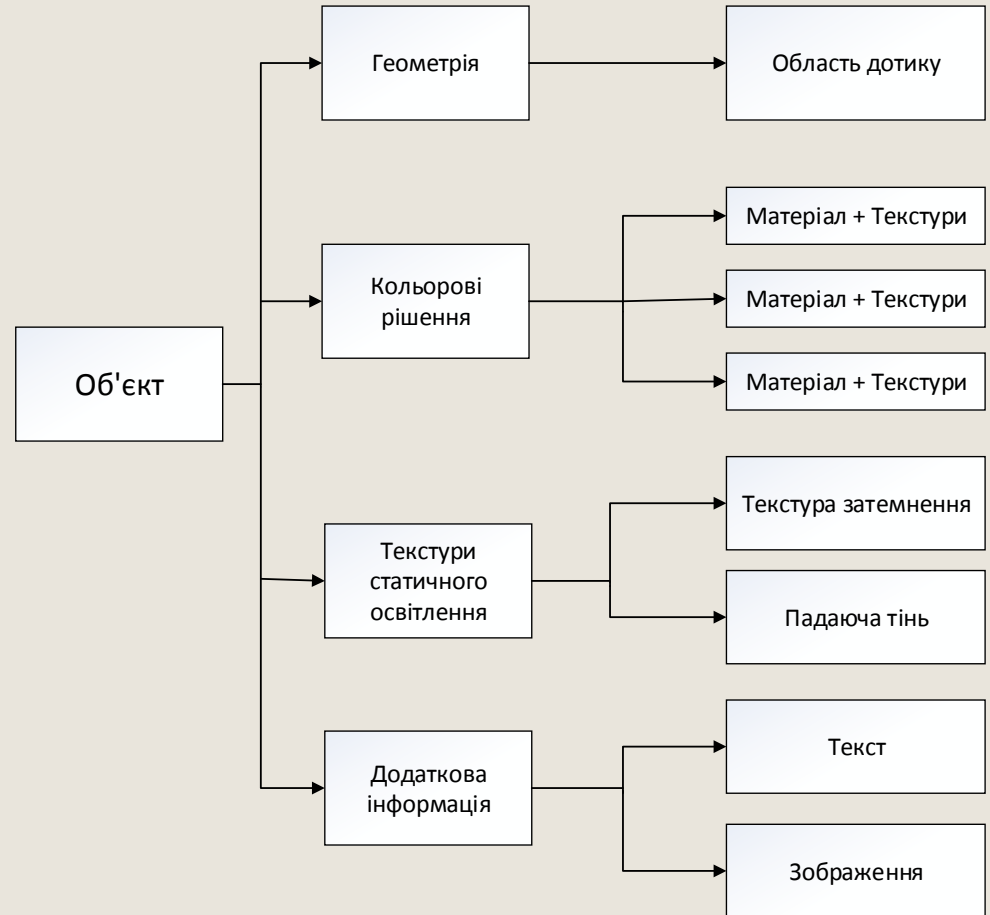 Об'єкт
Геометрія
Область дотику
Кольорові
рішення
Матеріал + Текстури
Матеріал + Текстури
Матеріал + Текстури
Текстури
статичного
освітлення
Текстура затемнення
Падаюча тінь
Додаткова
інформація
Текст
Зображення